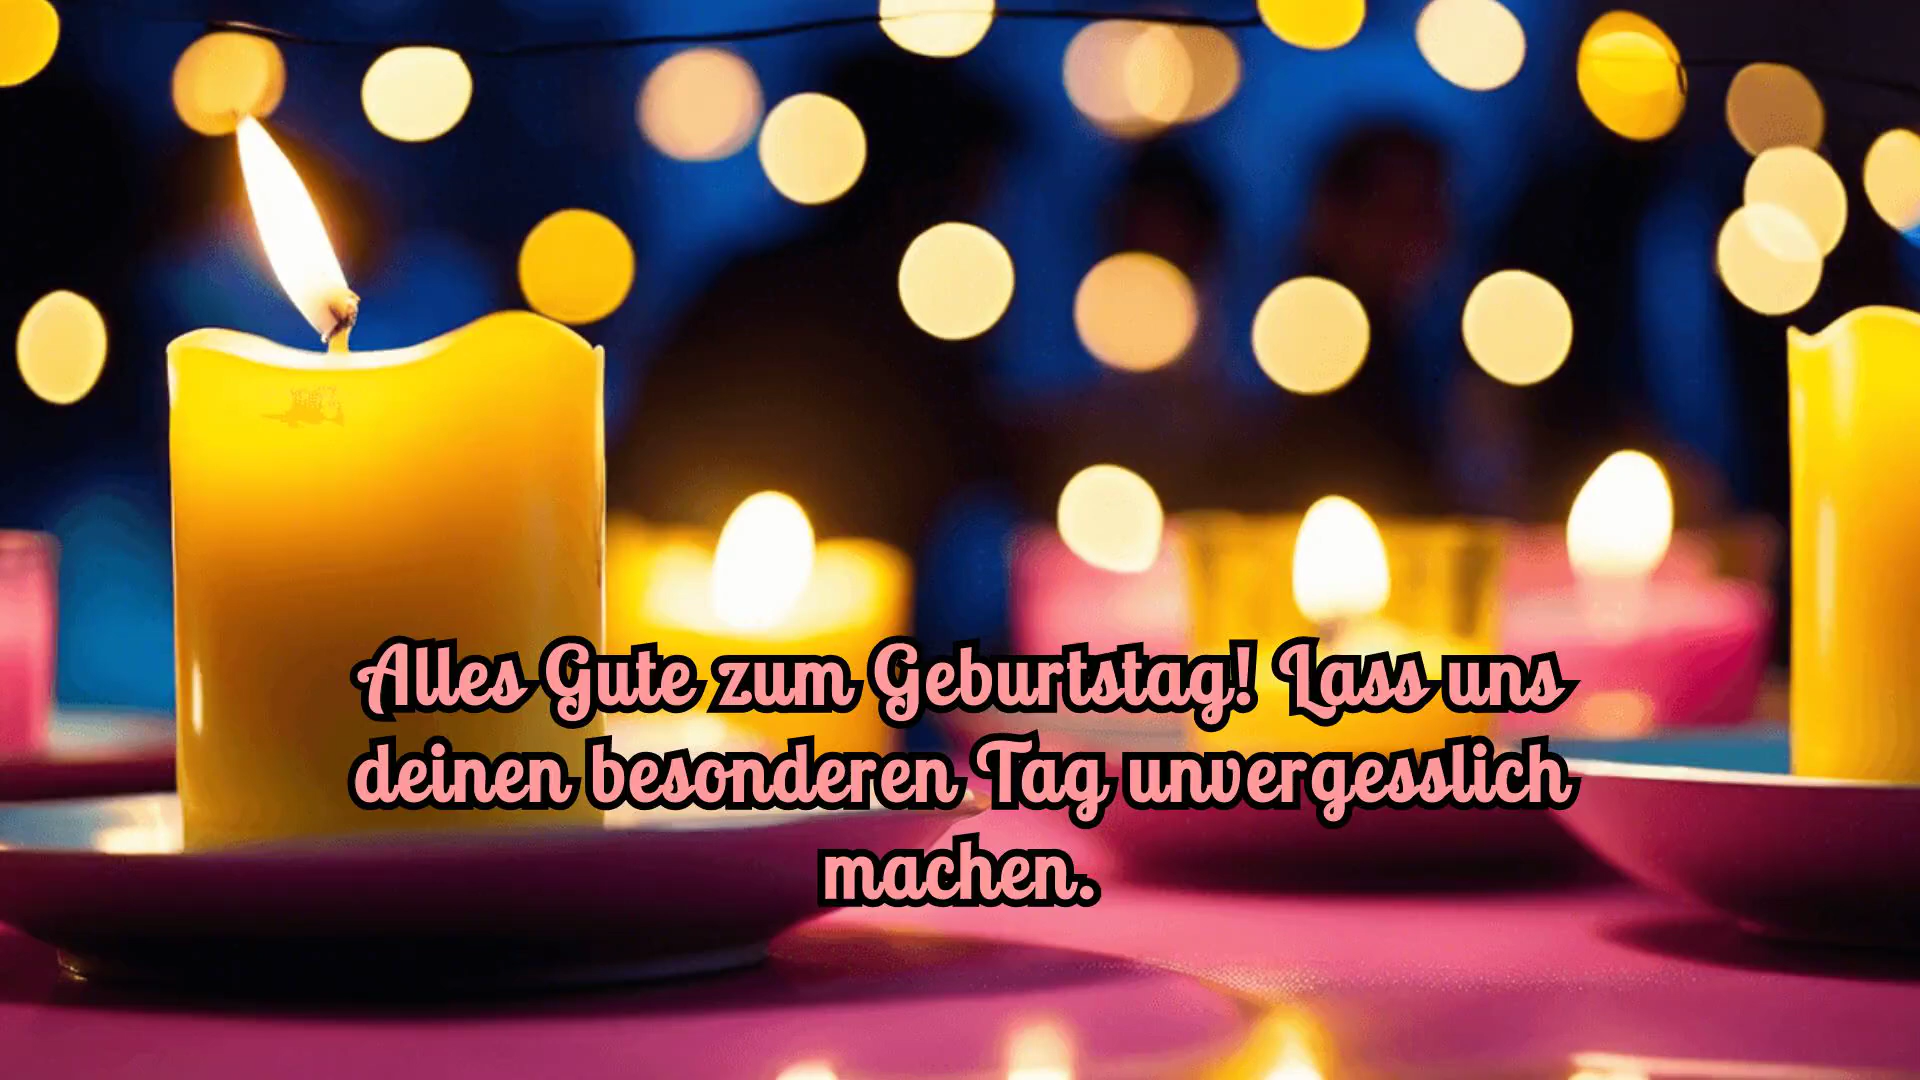 Alles Gute zum Geburtstag! Lass uns
deinen besonderen Tag unvergesslich
machen.